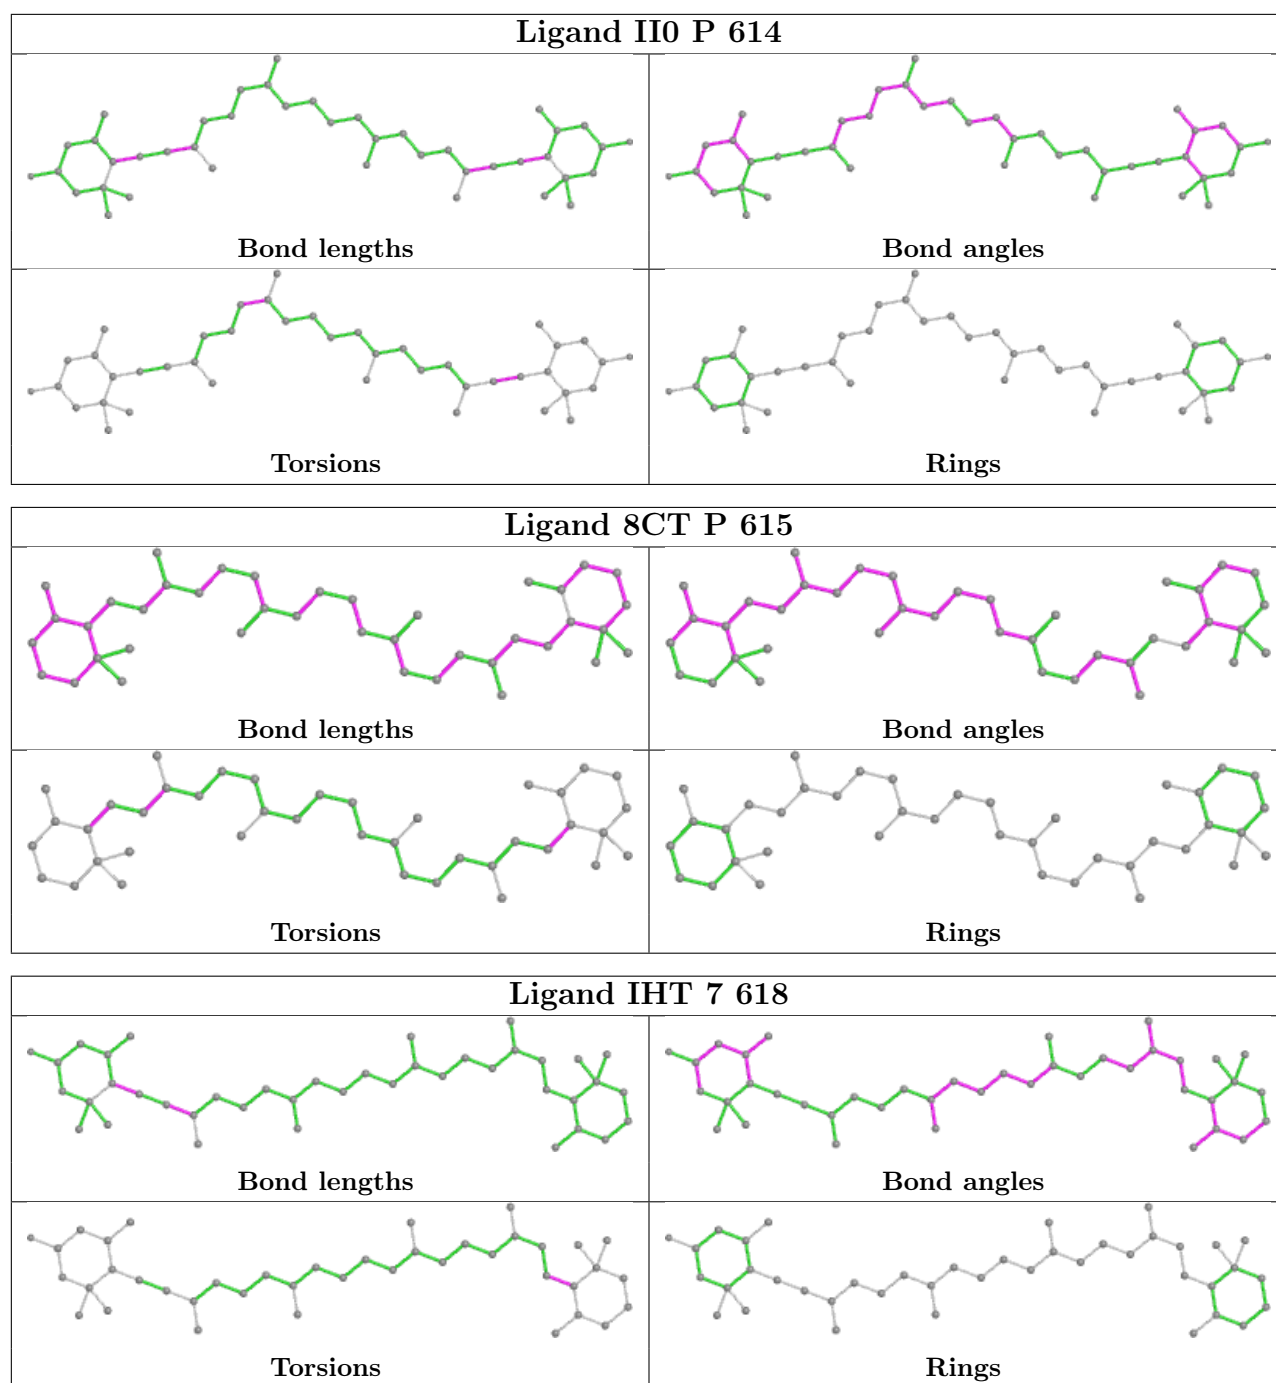 Ligand II0 P 614
Bond lengths
Bond angles
Torsions
Rings
Ligand 8CT P 615
Bond lengths
Bond angles
Torsions
Rings
Ligand IHT 7 618
Bond lengths
Bond angles
Torsions
Rings